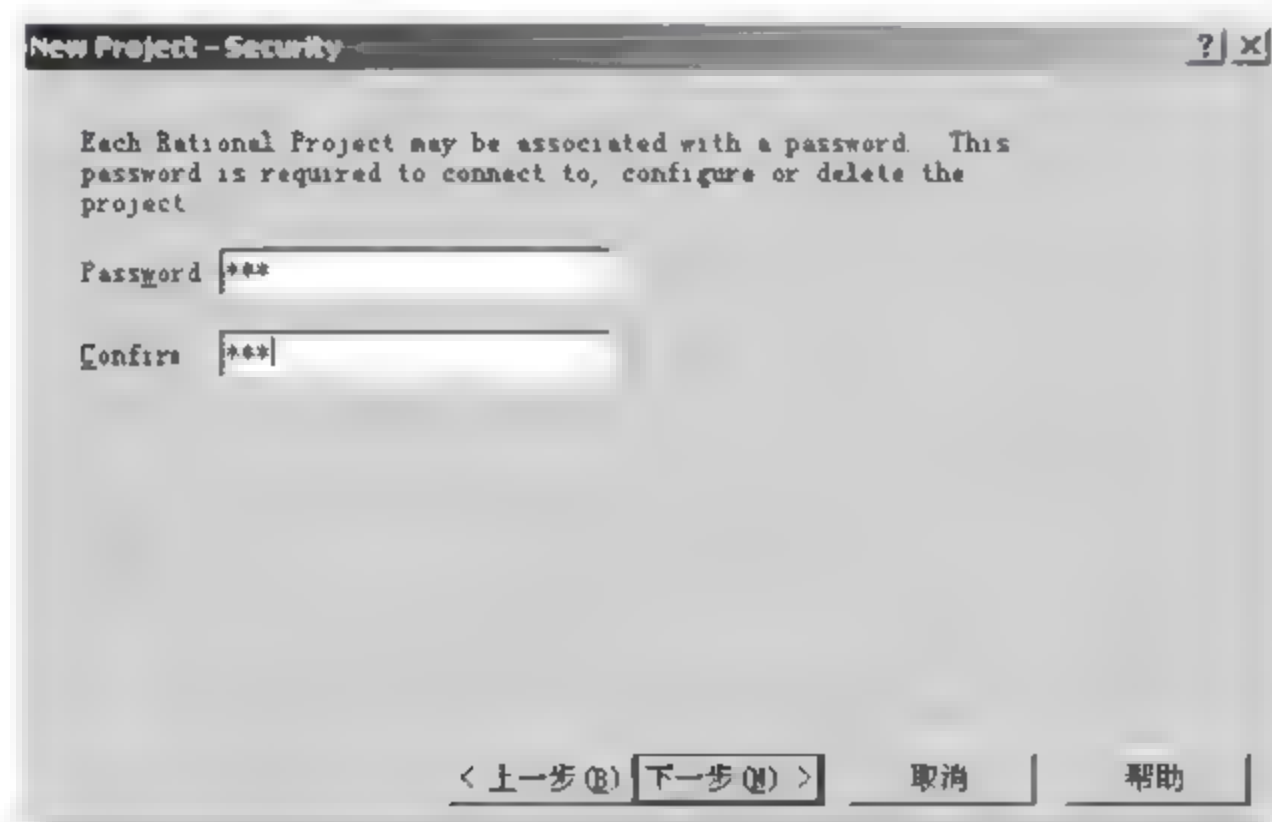 New Project - Security
Each Rational Project may be associated with a password. This
password is required to connect to, configure or delete the
project
Password ***
Confirm ***
< 上一步(B) 下一步(N) > 取消 帮助